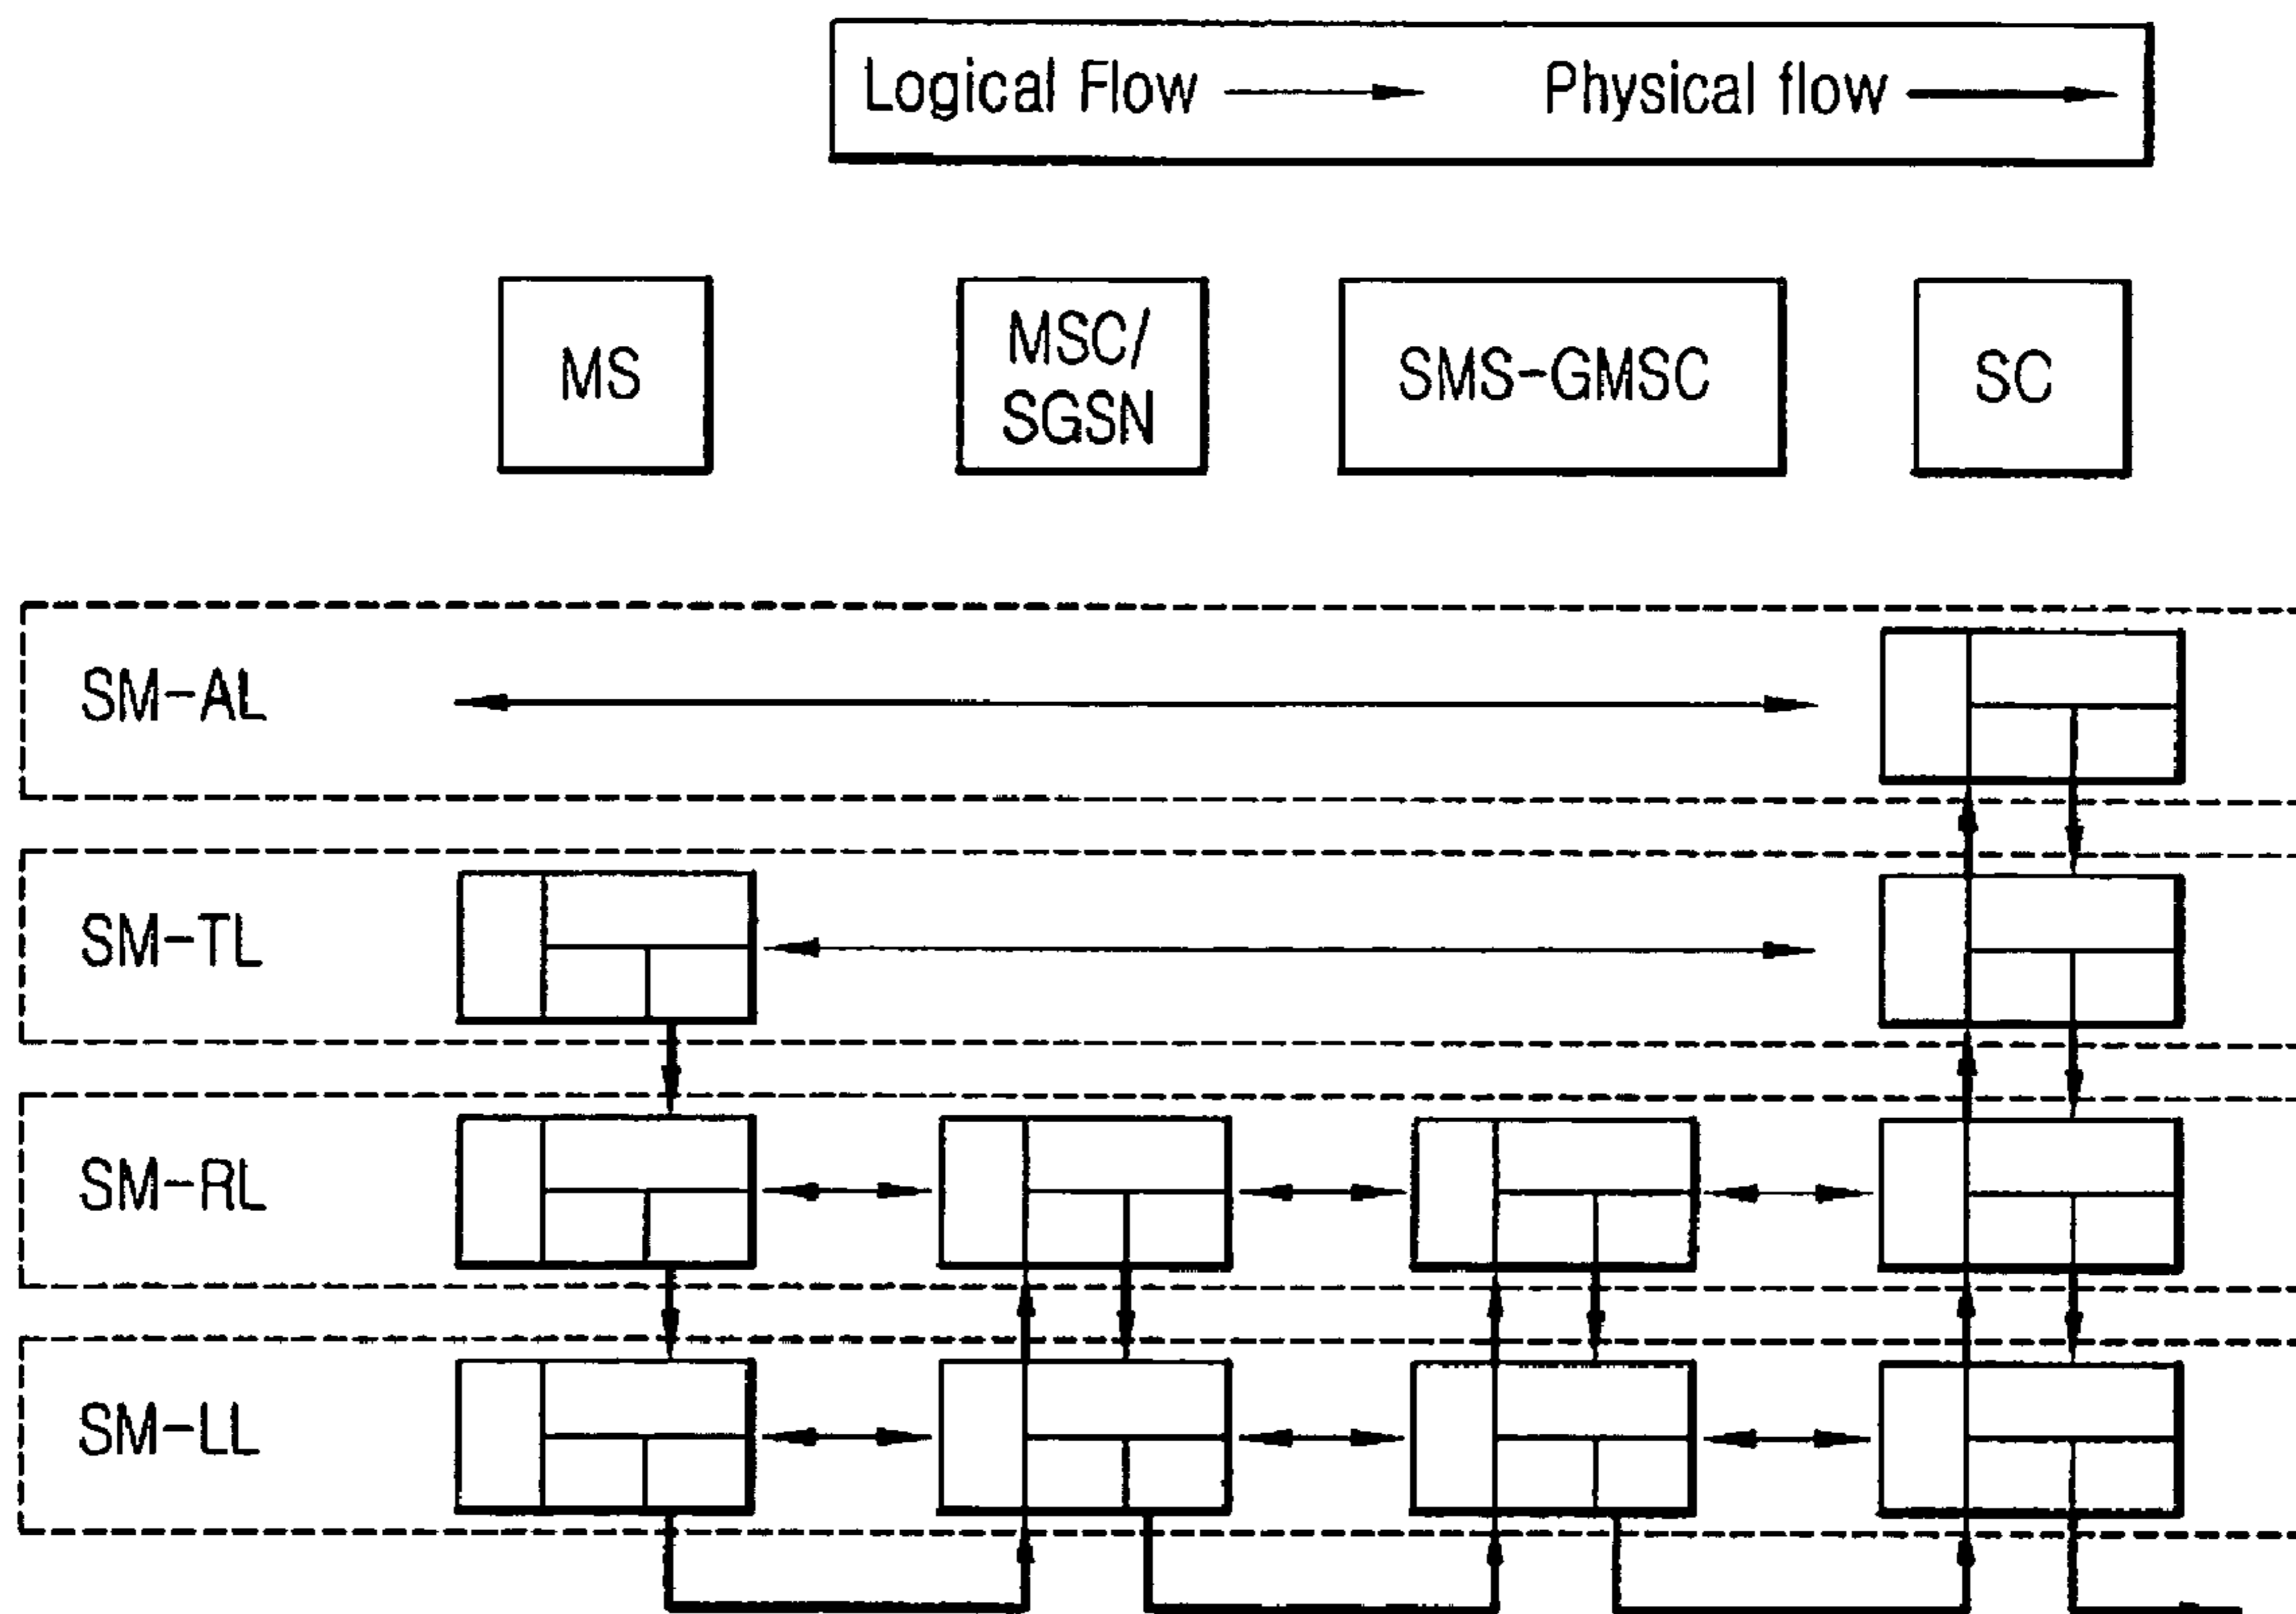 Logical Flow Physical flow
MS
MSC/
SGSN
SMS-GMSC
SC
SM-AL
SM-TL
SM-RL
SM-LL